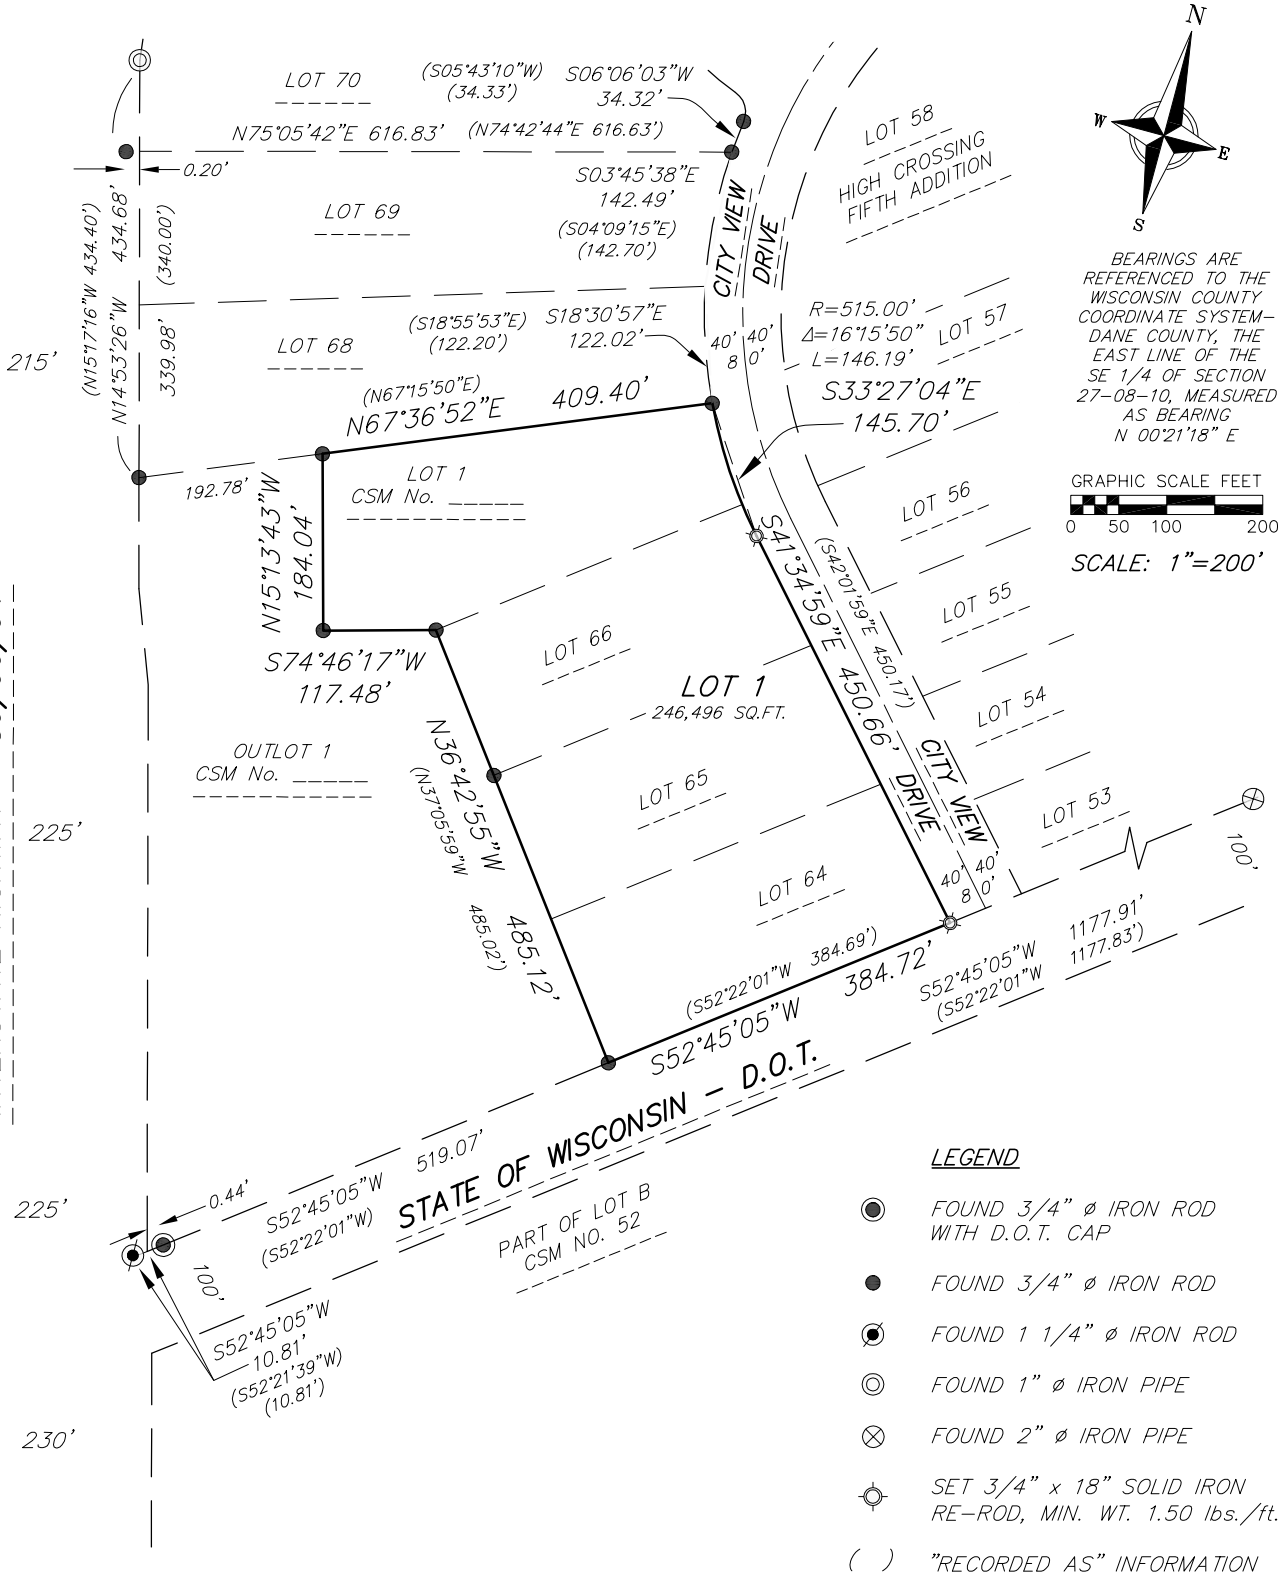 N
W
E
S
LOT 70
(S05°43'10"W)
(34.33')
S06°06'03"W
34.32'
N75°05'42"E 616.83'
(N74°42'44"E 616.63')
0.20'
LOT 69
S03°45'38"E
142.49'
(S04°09'15"E)
(142.70')
CITY VIEW
DRIVE
LOT 58
HIGH CROSSING
FIFTH ADDITION
(N15°17'16"W 434.40')
N14°53'26"W 434.68'
(340.00')
339.98'
BEARINGS ARE
REFERENCED TO THE
WISCONSIN COUNTY
COORDINATE SYSTEM-
DANE COUNTY, THE
EAST LINE OF THE
SE 1/4 OF SECTION
27-08-10, MEASURED
AS BEARING
N 00°21'18" E
215'
LOT 68
(S18°55'53"E)
(122.20')
S18°30'57"E
122.02'
40'
40'
80'
R=515.00'
Δ=16°15'50"
L=146.19'
LOT 57
(N67°15'50"E)
N67°36'52"E 409.40'
S33°27'04"E
145.70'
192.78'
LOT 1
CSM No. _____
N15°13'43"W
184.04'
GRAPHIC SCALE FEET
0 50 100 200
SCALE: 1"=200'
LOT 56
S41°34'59"E 450.66'
(S42°01'59"E 450.17')
LOT 55
LOT 66
S74°46'17"W
117.48'
LOT 1
246,496 SQ.FT.
LOT 54
OUTLOT 1
CSM No. _____
N36°42'55"W 485.12'
(N37°05'59"W 485.02')
LOT 65
DRIVE
CITY VIEW
LOT 53
225'
100'
LOT 64
40'
40'
80'
(S52°22'01"W 384.69')
S52°45'05"W 384.72'
S52°45'05"W 1177.91'
(S52°22'01"W 1177.83')
STATE OF WISCONSIN - D.O.T.
S52°45'05"W 519.07'
(S52°22'01"W)
225'
0.44'
100'
PART OF LOT B
CSM NO. 52
S52°45'05"W
10.81'
(S52°21'39"W)
(10.81')
230'
LEGEND
FOUND 3/4" ø IRON ROD
WITH D.O.T. CAP
FOUND 3/4" ø IRON ROD
FOUND 1 1/4" ø IRON ROD
FOUND 1" ø IRON PIPE
FOUND 2" ø IRON PIPE
SET 3/4" x 18" SOLID IRON
RE-ROD, MIN. WT. 1.50 lbs./ft.
( ) "RECORDED AS" INFORMATION